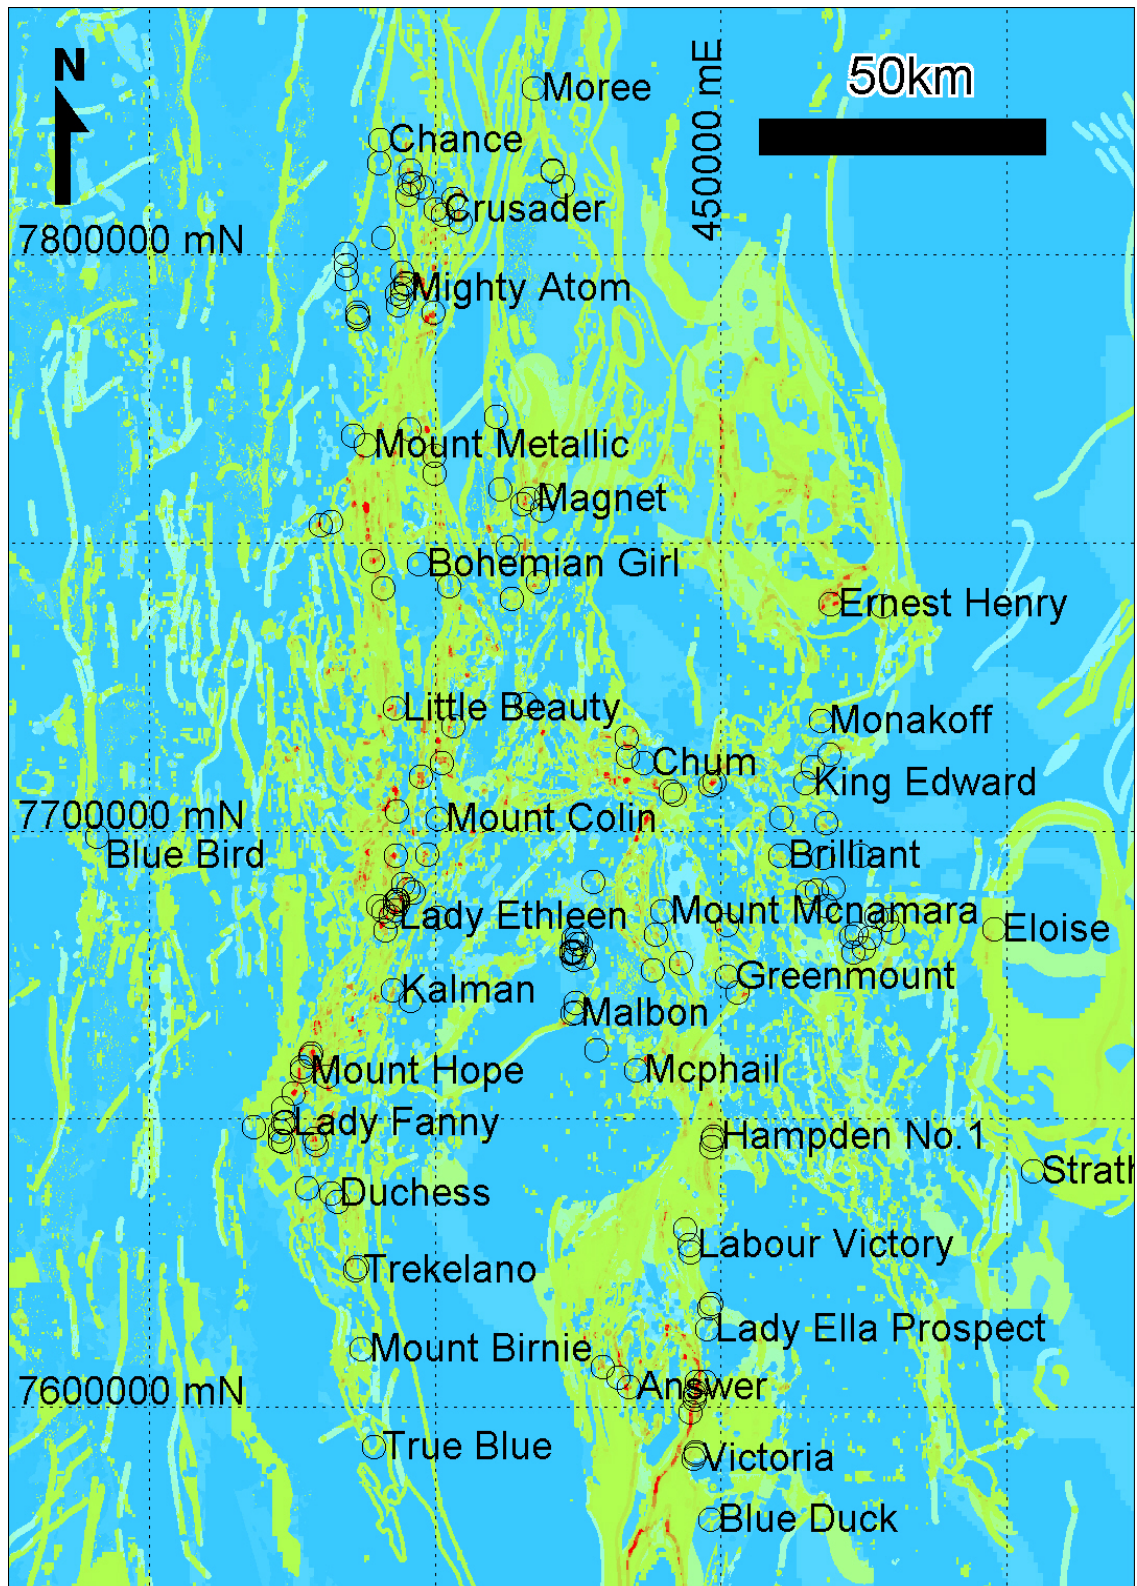 N
Moree
50km
Chance
450000 mE
Crusader
7800000 mN
Mighty Atom
Mount Metallic
Magnet
Bohemian Girl
Ernest Henry
Little Beauty
Monakoff
Chum
King Edward
7700000 mN
Mount Colin
Blue Bird
Brilliant
Lady Ethleen
Mount Mcnamara
Eloise
Greenmount
Kalman
Malbon
Mount Hope
Mcphail
Lady Fanny
Hampden No.1
Strath
Duchess
Labour Victory
Trekelano
Lady Ella Prospect
Mount Birnie
7600000 mN
Answer
True Blue
Victoria
Blue Duck